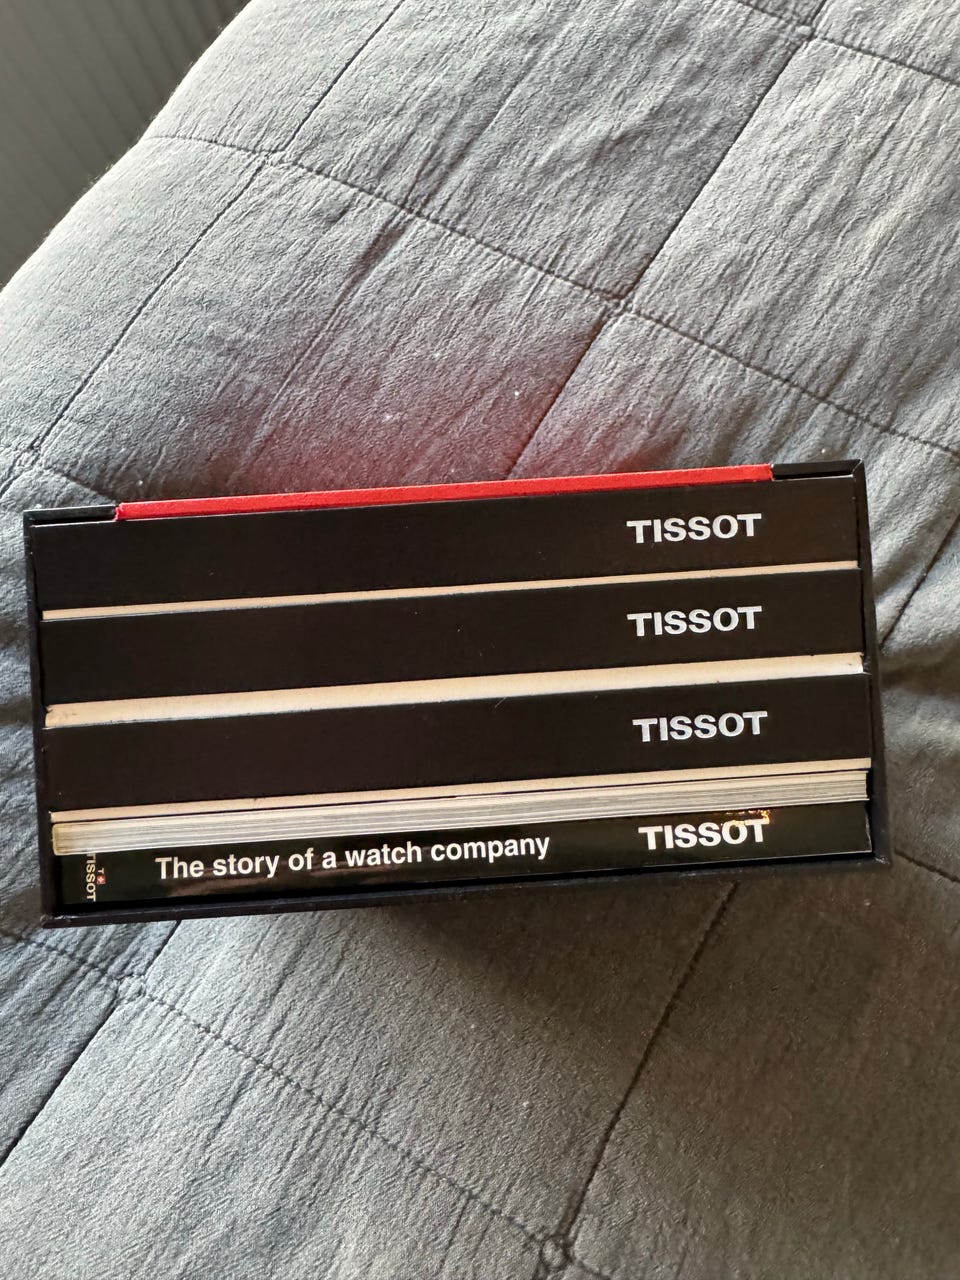 TISSOT
TISSOT
TISSOT
The story of a watch company TISSOT
T+
TISSOT